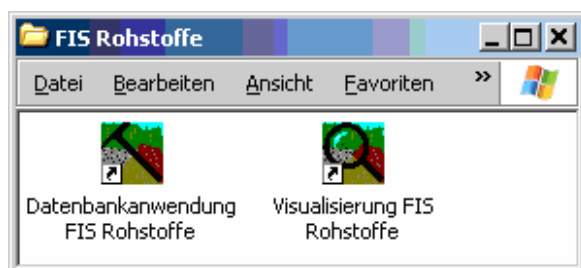 FIS Rohstoffe
Datei Bearbeiten Ansicht Favoriten »
Datenbankanwendung
FIS Rohstoffe
Visualisierung FIS
Rohstoffe